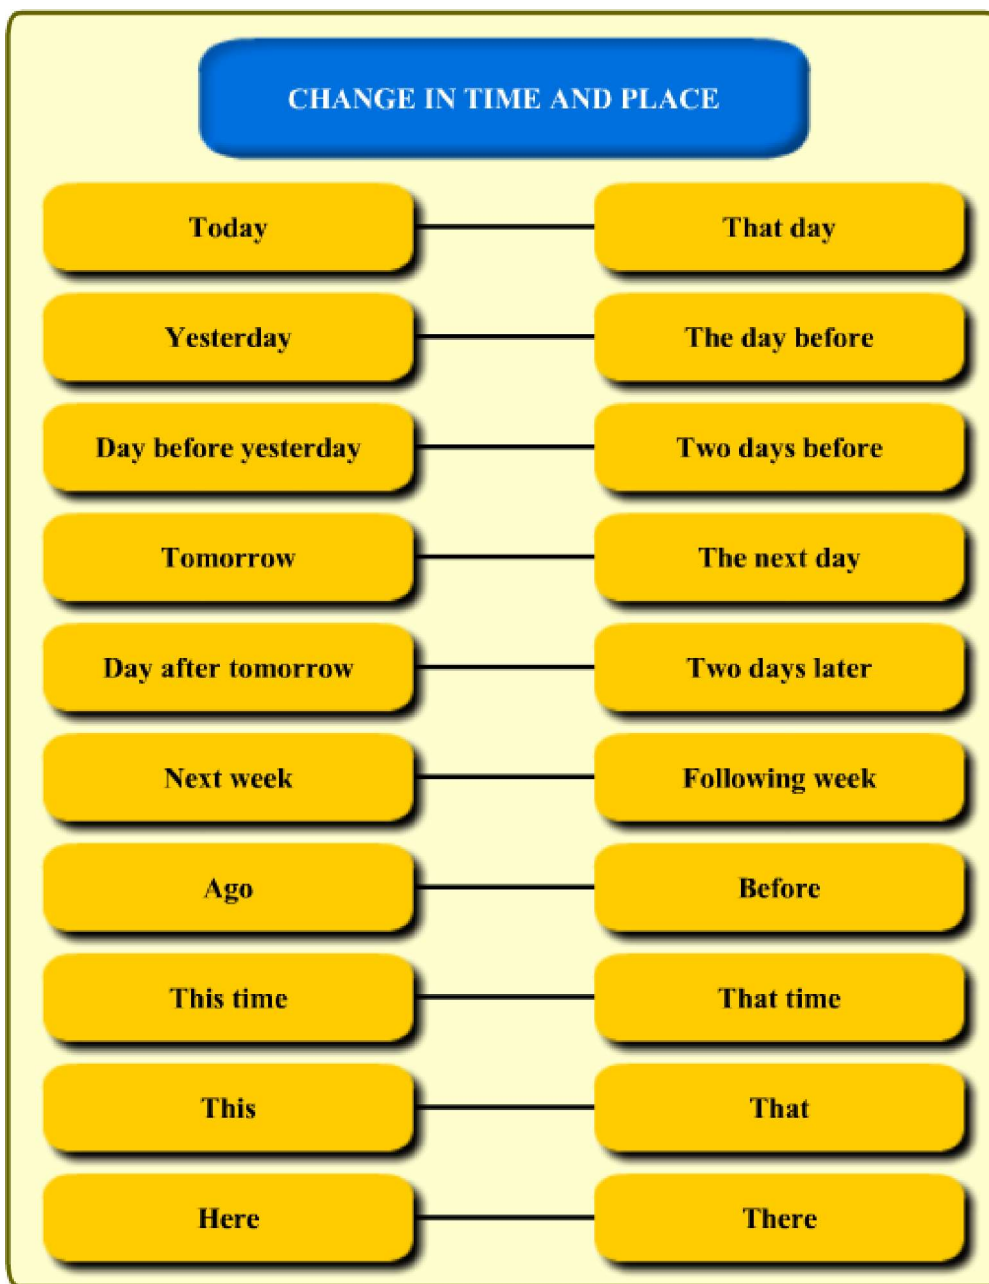 CHANGE IN TIME AND PLACE
Today That day
Yesterday The day before
Day before yesterday Two days before
Tomorrow The next day
Day after tomorrow Two days later
Next week Following week
Ago Before
This time That time
This That
Here There